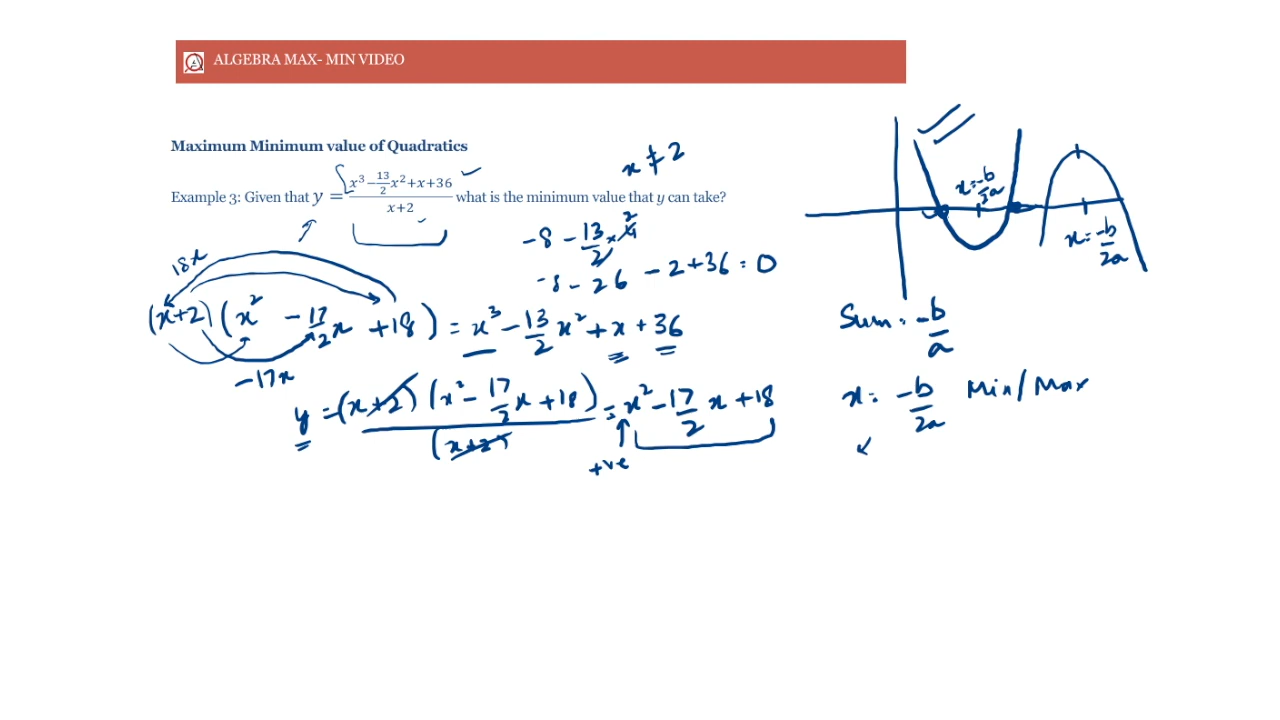 ALGEBRA MAX- MIN VIDEO
Maximum Minimum value of Quadratics
x ≠ 2
Example 3: Given that y = (x³ − 13/2 x² + x + 36)/(x+2) what is the minimum value that y can take?
x = -b/2a
x = -b/2a
-8 - 13/2 × 4 2
-8 - 26 - 2 + 36 = 0
18x
(x+2)(x² - 17/2 x + 18) = x³ - 13/2 x² + x + 36
-17x
Sum = -b/a
y = (x+2)(x² - 17/2 x + 18)/(x+2) = x² - 17/2 x + 18
+ve
x = -b/2a Min/Max